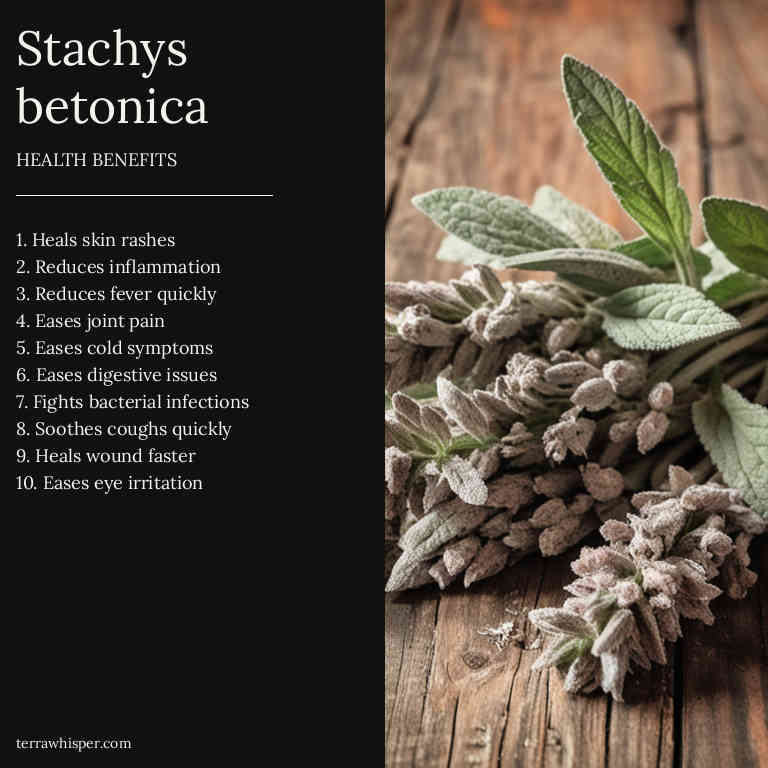 Stachys
betonica
HEALTH BENEFITS
1. Heals skin rashes
2. Reduces inflammation
3. Reduces fever quickly
4. Eases joint pain
5. Eases cold symptoms
6. Eases digestive issues
7. Fights bacterial infections
8. Soothes coughs quickly
9. Heals wound faster
10. Eases eye irritation
terrawhisper.com